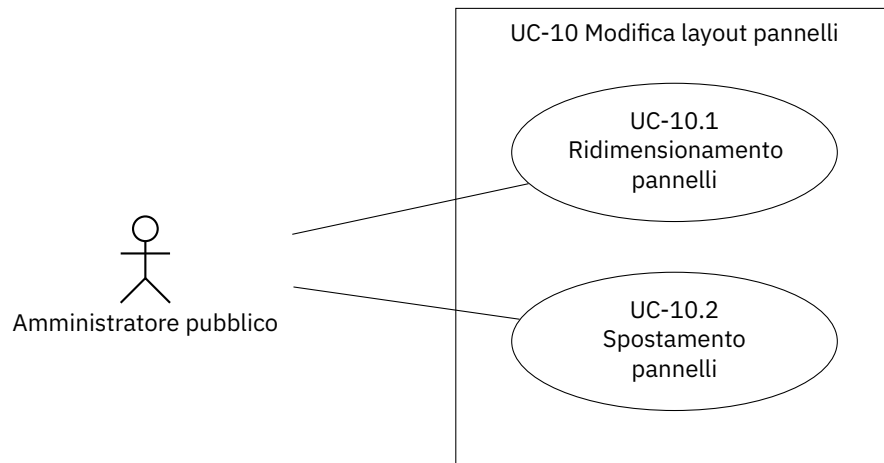 UC-10 Modifica layout pannelli
UC-10.1
Ridimensionamento
pannelli
Amministratore pubblico
UC-10.2
Spostamento
pannelli